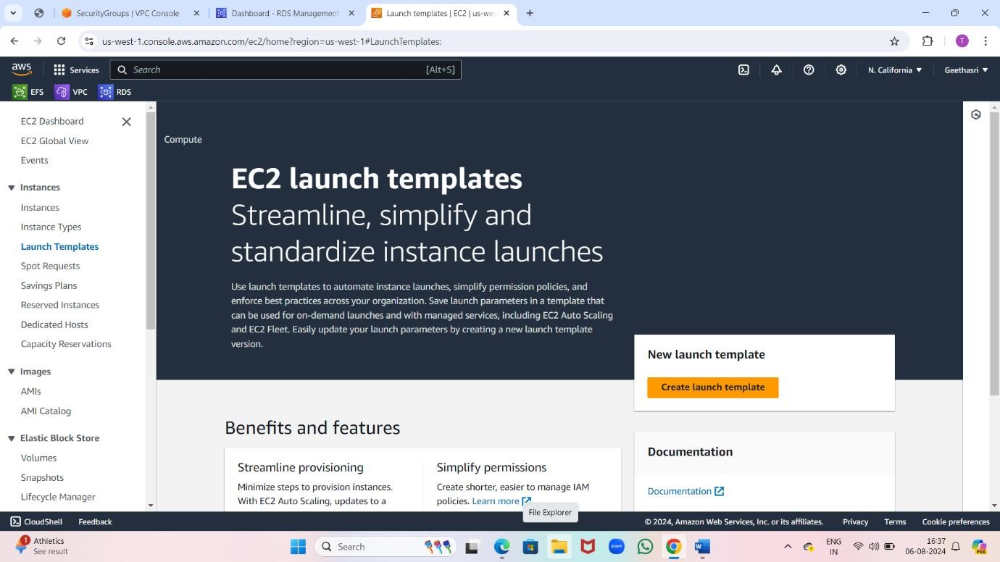 SecurityGroups | VPC Console
Dashboard - RDS Management
Launch templates | EC2 | us-we
us-west-1.console.aws.amazon.com/ec2/home?region=us-west-1#LaunchTemplates:
T
aws
Services
Search
[Alt+S]
N. California
Geethasri
EFS
VPC
RDS
EC2 Dashboard
EC2 Global View
Events
Instances
Instances
Instance Types
Launch Templates
Spot Requests
Savings Plans
Reserved Instances
Dedicated Hosts
Capacity Reservations
Images
AMIs
AMI Catalog
Elastic Block Store
Volumes
Snapshots
Lifecycle Manager
Compute
EC2 launch templates
Streamline, simplify and
standardize instance launches
Use launch templates to automate instance launches, simplify permission policies, and
enforce best practices across your organization. Save launch parameters in a template that
can be used for on-demand launches and with managed services, including EC2 Auto Scaling
and EC2 Fleet. Easily update your launch parameters by creating a new launch template
version.
New launch template
Create launch template
Benefits and features
Streamline provisioning
Minimize steps to provision instances.
With EC2 Auto Scaling, updates to a
Simplify permissions
Create shorter, easier to manage IAM
policies. Learn more
Documentation
Documentation
File Explorer
CloudShell
Feedback
© 2024, Amazon Web Services, Inc. or its affiliates.
Privacy
Terms
Cookie preferences
1
Athletics
See result
Search
zoom
W
ENG
IN
16:37
06-08-2024
PRE